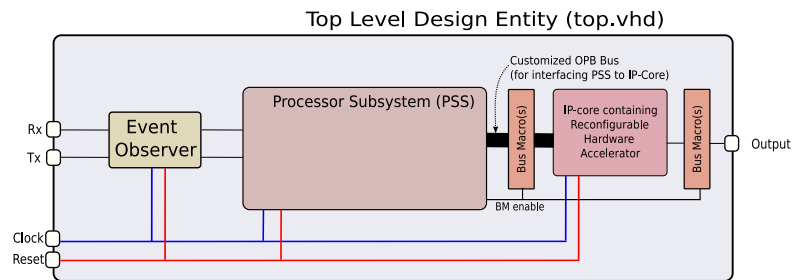 Top Level Design Entity (top.vhd)
Customized OPB Bus
(for interfacing PSS to IP-Core)
Processor Subsystem (PSS)
Event
Observer
Bus Macro(s)
IP-core containing
Reconfigurable
Hardware
Accelerator
Bus Macro(s)
Rx
Tx
Output
BM enable
Clock
Reset